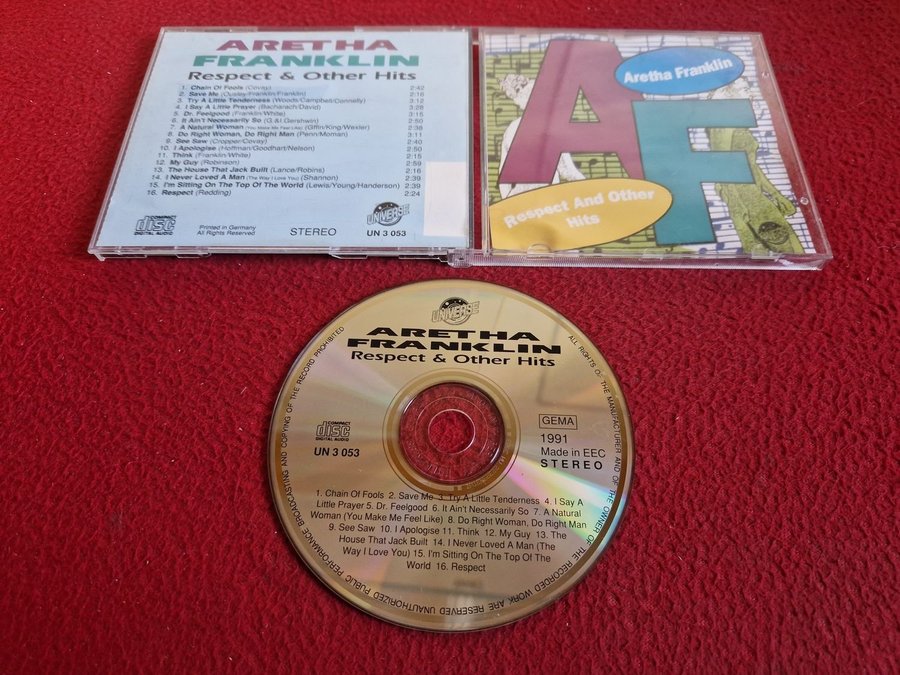 ARETHA
FRANKLIN
Respect & Other Hits
1. Chain Of Fools (Covay) 2:42
2. Save Me (Ousley/Franklin/Franklin) 2:16
3. Try A Little Tenderness (Woods/Campbell/Connelly) 3:12
4. I Say A Little Prayer (Bacharach/David) 3:28
5. Dr. Feelgood (Franklin/White) 3:15
6. It Ain't Necessarily So (G.&I.Gershwin) 2:50
7. A Natural Woman (You Make Me Feel Like) (Giffin/King/Wexler) 2:38
8. Do Right Woman, Do Right Man (Penn/Moman) 3:11
9. See Saw (Cropper/Covay) 2:40
10. I Apologise (Hoffman/Goodhart/Nelson) 2:50
11. Think (Franklin/White) 2:15
12. My Guy (Robinson) 2:59
13. The House That Jack Built (Lance/Robins) 2:16
14. I Never Loved A Man (The Way I Love You) (Shannon) 2:39
15. I'm Sitting On The Top Of The World (Lewis/Young/Handerson) 2:39
16. Respect (Redding) 2:24
COMPACT
disc
DIGITAL AUDIO
Printed in Germany
All Rights Reserved
STEREO
UNIVERSE
UN 3 053
A
F
Aretha Franklin
Respect And Other
Hits
UNIVERSE
ARETHA
FRANKLIN
Respect & Other Hits
COMPACT
disc
DIGITAL AUDIO
UN 3 053
GEMA
1991
Made in EEC
STEREO
1. Chain Of Fools 2. Save Me 3. Try A Little Tenderness 4. I Say A
Little Prayer 5. Dr. Feelgood 6. It Ain't Necessarily So 7. A Natural
Woman (You Make Me Feel Like) 8. Do Right Woman, Do Right Man
9. See Saw 10. I Apologise 11. Think 12. My Guy 13. The
House That Jack Built 14. I Never Loved A Man (The
Way I Love You) 15. I'm Sitting On The Top Of The
World 16. Respect
ALL RIGHTS OF THE MANUFACTURER AND OF THE OWNER OF THE RECORDED WORK ARE RESERVED UNAUTHORIZED PUBLIC PERFORMANCE BROADCASTING AND COPYING OF THE RECORD PROHIBITED